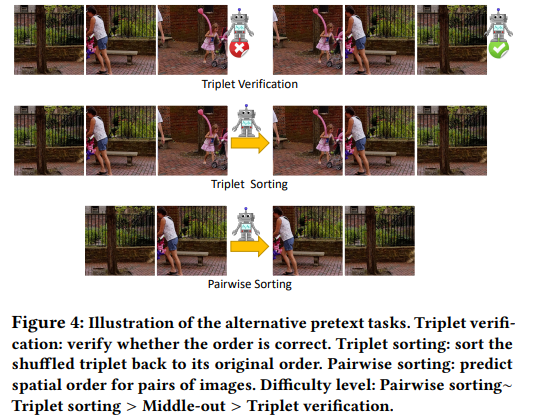 Triplet Verification
Triplet Sorting
Pairwise Sorting
Figure 4: Illustration of the alternative pretext tasks. Triplet verifi-
cation: verify whether the order is correct. Triplet sorting: sort the
shuffled triplet back to its original order. Pairwise sorting: predict
spatial order for pairs of images. Difficulty level: Pairwise sorting~
Triplet sorting > Middle-out > Triplet verification.